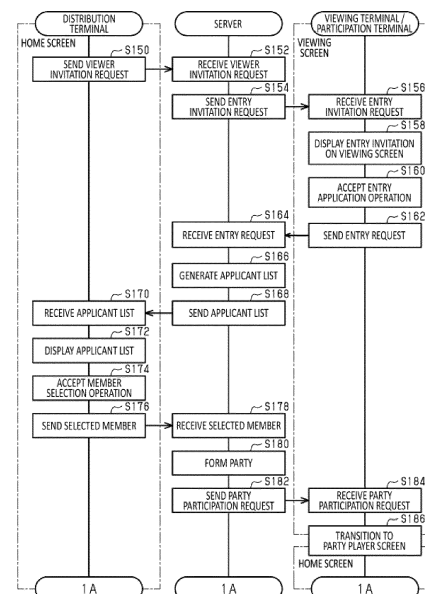 DISTRIBUTION
TERMINAL
SERVER
VIEWING TERMINAL /
PARTICIPATION TERMINAL
HOME SCREEN
VIEWING
SCREEN
S150
SEND VIEWER
INVITATION REQUEST
S152
RECEIVE VIEWER
INVITATION REQUEST
S154
SEND ENTRY
INVITATION REQUEST
S156
RECEIVE ENTRY
INVITATION REQUEST
S158
DISPLAY ENTRY INVITATION
ON VIEWING SCREEN
S160
ACCEPT ENTRY
APPLICATION OPERATION
S162
SEND ENTRY REQUEST
S164
RECEIVE ENTRY REQUEST
S166
GENERATE APPLICANT LIST
S168
SEND APPLICANT LIST
S170
RECEIVE APPLICANT LIST
S172
DISPLAY APPLICANT LIST
S174
ACCEPT MEMBER
SELECTION OPERATION
S176
SEND SELECTED MEMBER
S178
RECEIVE SELECTED MEMBER
S180
FORM PARTY
S182
SEND PARTY
PARTICIPATION REQUEST
S184
RECEIVE PARTY
PARTICIPATION REQUEST
S186
TRANSITION TO
PARTY PLAYER SCREEN
HOME SCREEN
1A
1A
1A